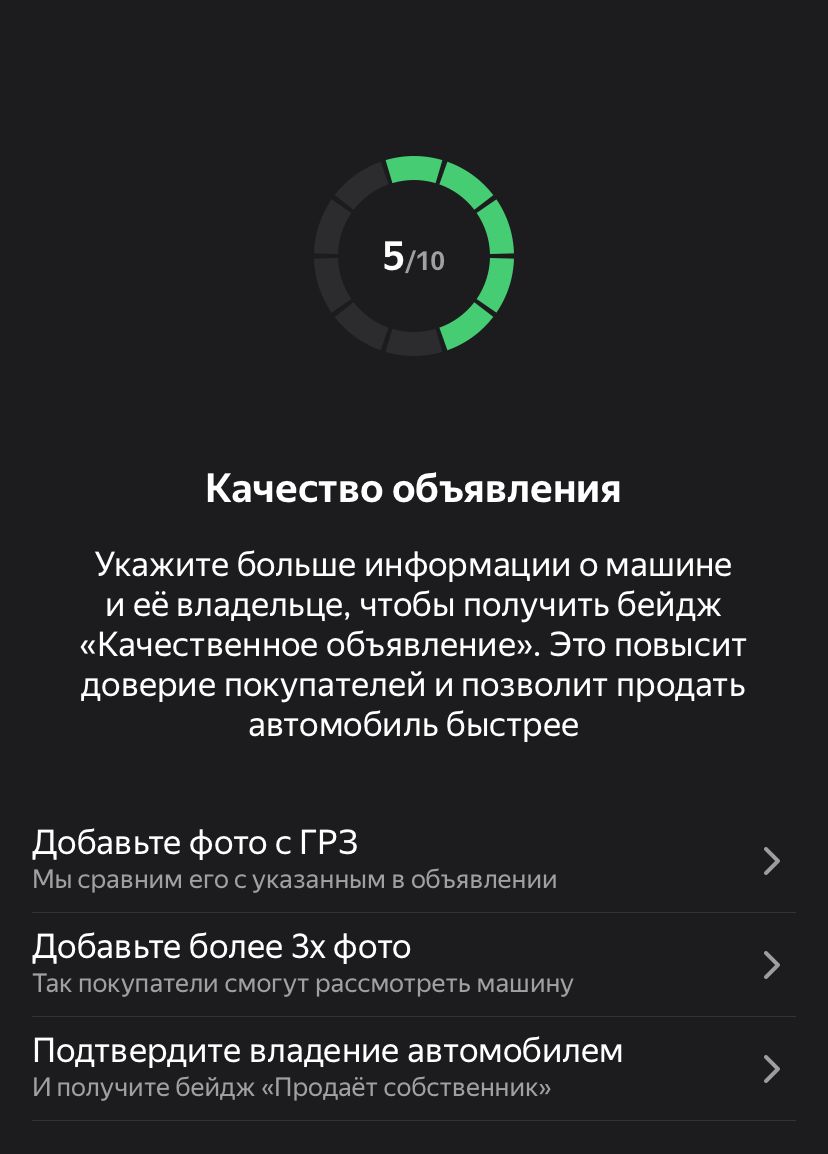 5/10
Качество объявления
Укажите больше информации о машине
и её владельце, чтобы получить бейдж
«Качественное объявление». Это повысит
доверие покупателей и позволит продать
автомобиль быстрее
Добавьте фото с ГРЗ
Мы сравним его с указанным в объявлении
Добавьте более 3х фото
Так покупатели смогут рассмотреть машину
Подтвердите владение автомобилем
И получите бейдж «Продаёт собственник»